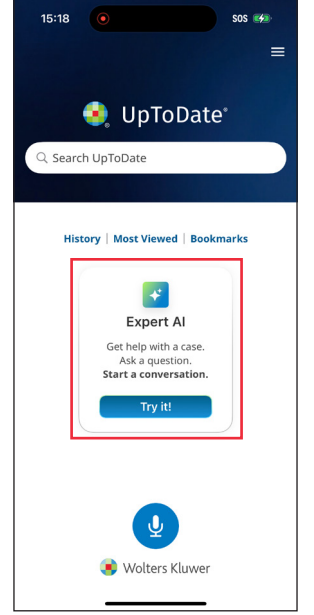 15:18 SOS
UpToDate®
Search UpToDate
History | Most Viewed | Bookmarks
Expert AI
Get help with a case.
Ask a question.
Start a conversation.
Try it!
Wolters Kluwer